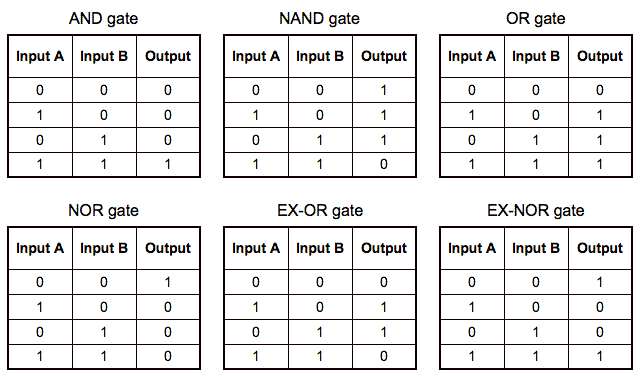 AND gate
Input A Input B Output
0 0 0
1 0 0
0 1 0
1 1 1
NAND gate
Input A Input B Output
0 0 1
1 0 1
0 1 1
1 1 0
OR gate
Input A Input B Output
0 0 0
1 0 1
0 1 1
1 1 1
NOR gate
Input A Input B Output
0 0 1
1 0 0
0 1 0
1 1 0
EX-OR gate
Input A Input B Output
0 0 0
1 0 1
0 1 1
1 1 0
EX-NOR gate
Input A Input B Output
0 0 1
1 0 0
0 1 0
1 1 1